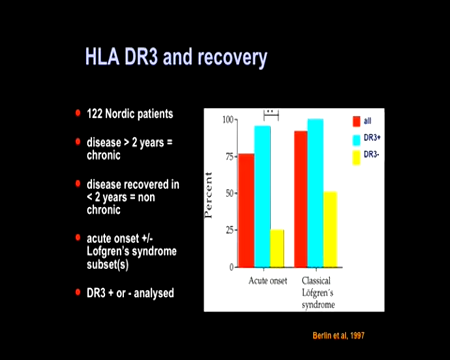 HLA DR3 and recovery
122 Nordic patients
disease > 2 years =
chronic
disease recovered in
< 2 years = non
chronic
acute onset +/-
Lofgren's syndrome
subset(s)
DR3 + or - analysed
**
100
75
50
25
0
Percent
Acute onset
Classical
Löfgren's
syndrome
all
DR3+
DR3-
Berlin et al, 1997